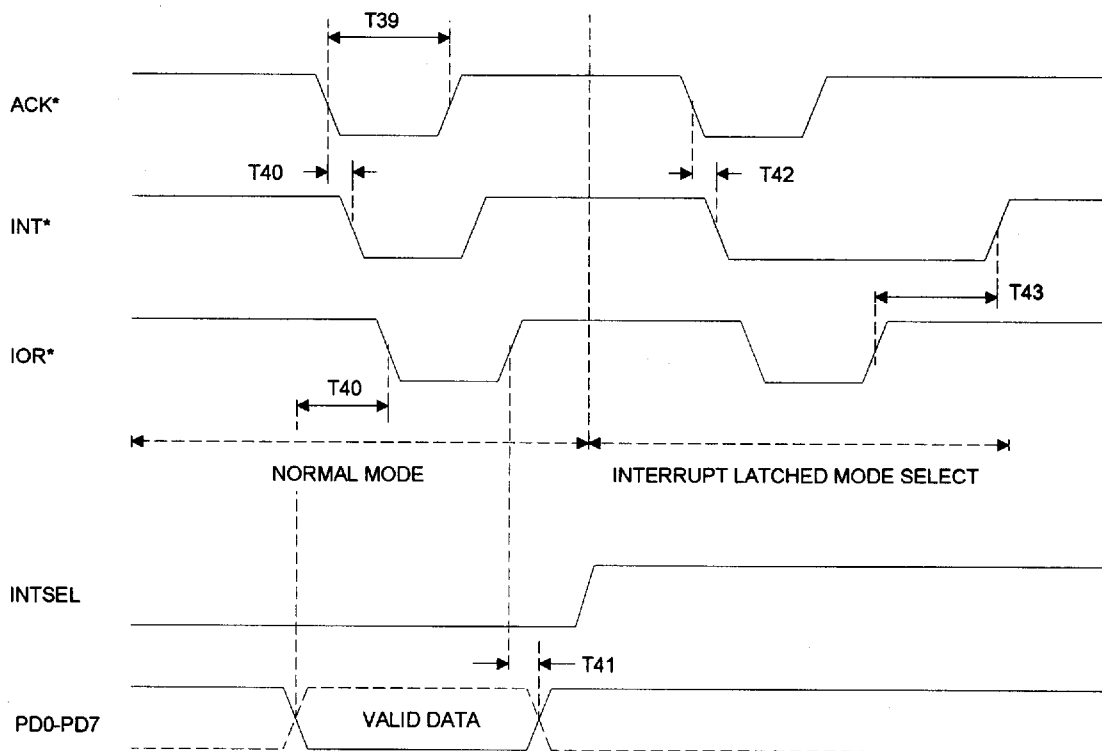 T39
ACK*
T40
T42
INT*
T43
IOR*
T40
NORMAL MODE
INTERRUPT LATCHED MODE SELECT
INTSEL
T41
PD0-PD7
VALID DATA